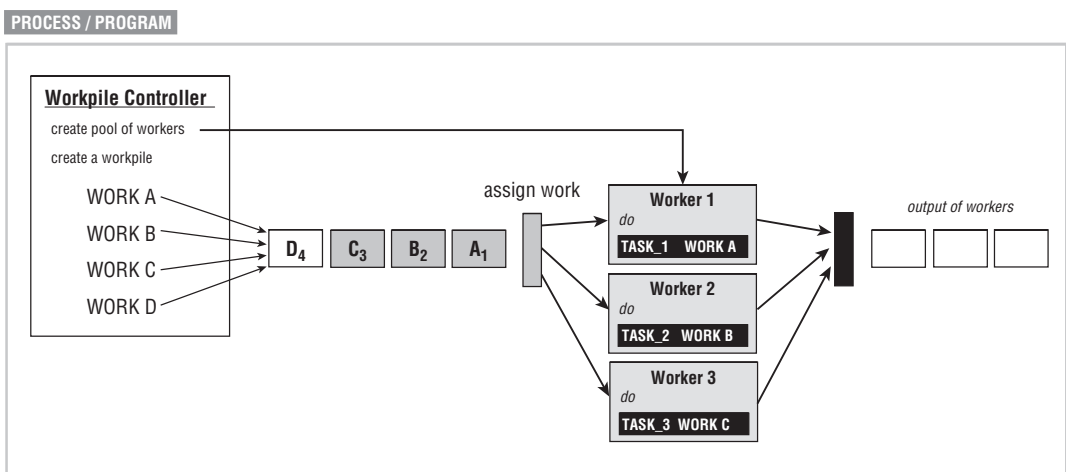 PROCESS / PROGRAM
Workpile Controller
create pool of workers
create a workpile
WORK A
WORK B
WORK C
WORK D
D4
C3
B2
A1
assign work
Worker 1
do
TASK_1 WORK A
Worker 2
do
TASK_2 WORK B
Worker 3
do
TASK_3 WORK C
output of workers